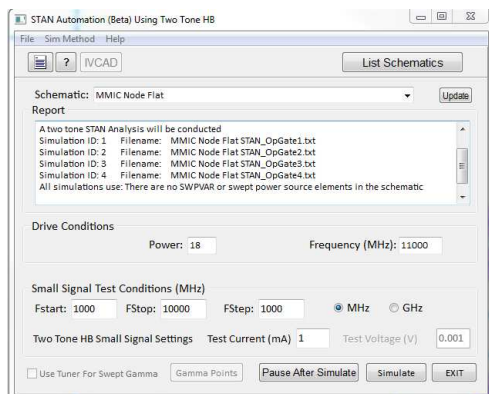 STAN Automation (Beta) Using Two Tone HB
File Sim Method Help
? IVCAD List Schematics
Schematic: MMIC Node Flat Update
Report
A two tone STAN Analysis will be conducted
Simulation ID: 1 Filename: MMIC Node Flat STAN_OpGate1.txt
Simulation ID: 2 Filename: MMIC Node Flat STAN_OpGate2.txt
Simulation ID: 3 Filename: MMIC Node Flat STAN_OpGate3.txt
Simulation ID: 4 Filename: MMIC Node Flat STAN_OpGate4.txt
All simulations use: There are no SWPVAR or swept power source elements in the schematic
Drive Conditions
Power: 18 Frequency (MHz): 11000
Small Signal Test Conditions (MHz)
Fstart: 1000 FStop: 10000 FStep: 1000 MHz GHz
Two Tone HB Small Signal Settings Test Current (mA) 1 Test Voltage (V) 0.001
Use Tuner For Swept Gamma Gamma Points Pause After Simulate Simulate EXIT